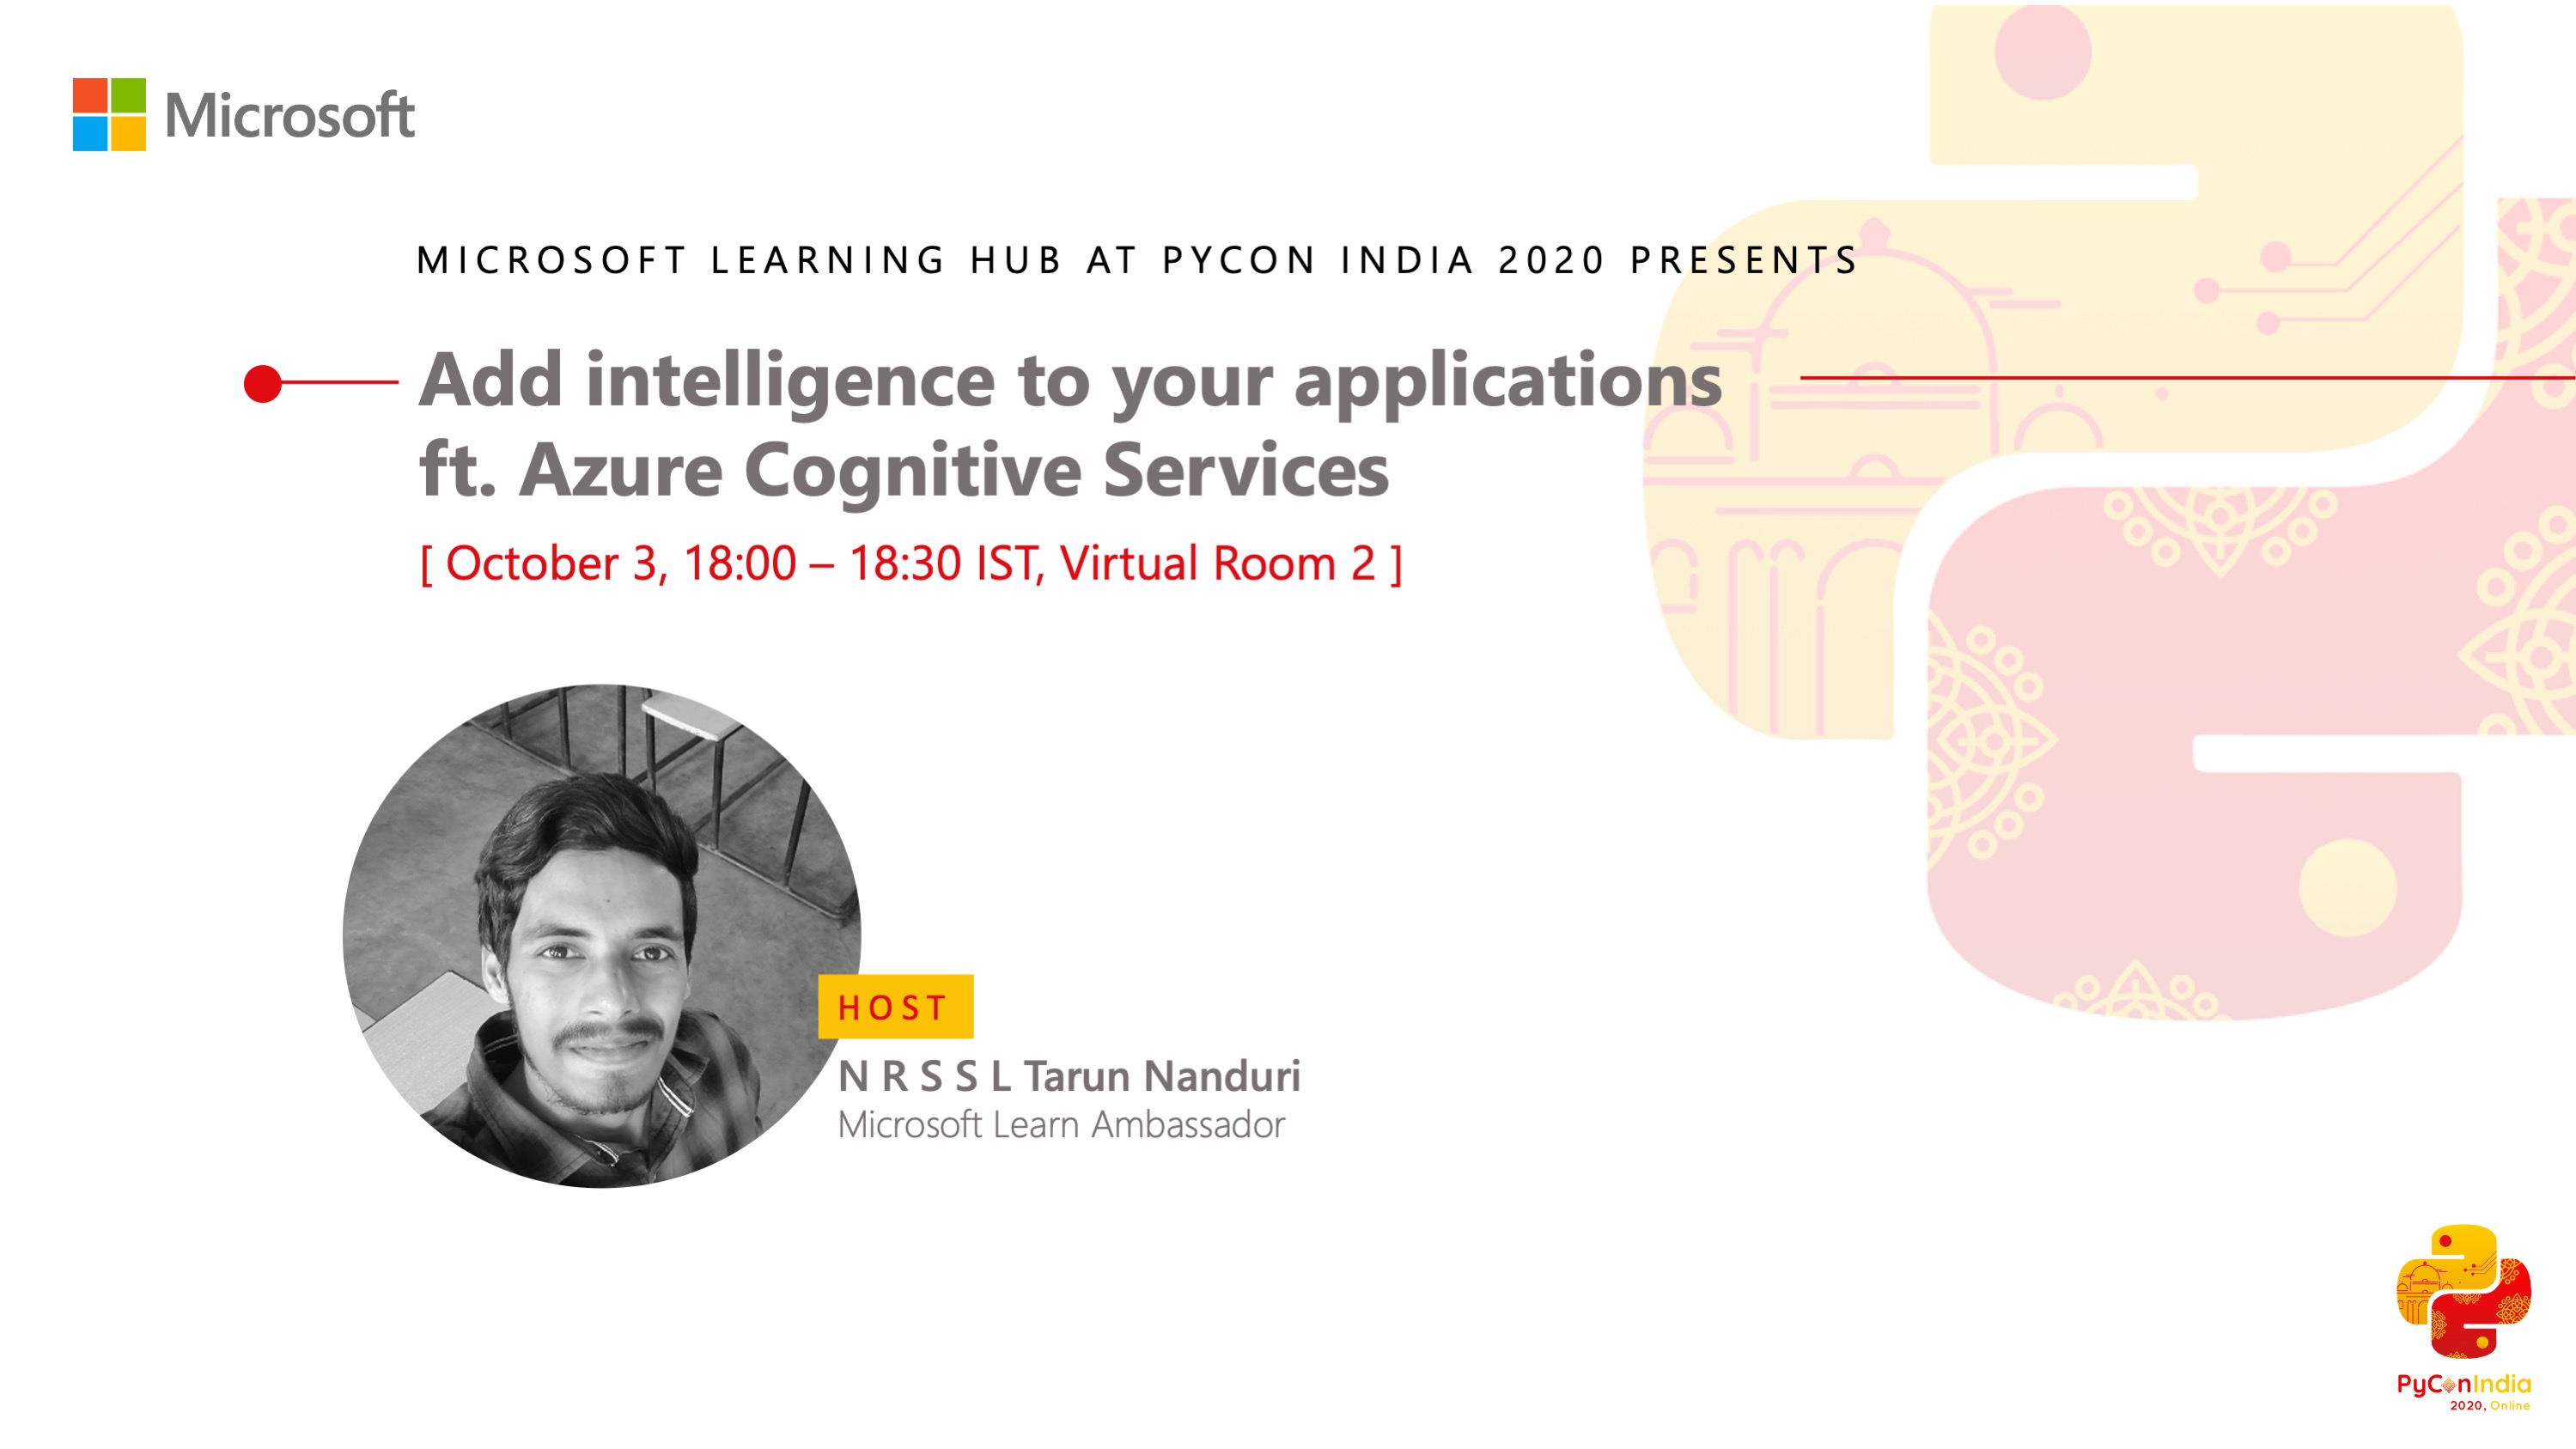 Microsoft
MICROSOFT LEARNING HUB AT PYCON INDIA 2020 PRESENTS
Add intelligence to your applications
ft. Azure Cognitive Services
[ October 3, 18:00 – 18:30 IST, Virtual Room 2 ]
HOST
N R S S L Tarun Nanduri
Microsoft Learn Ambassador
PyConIndia
2020, Online